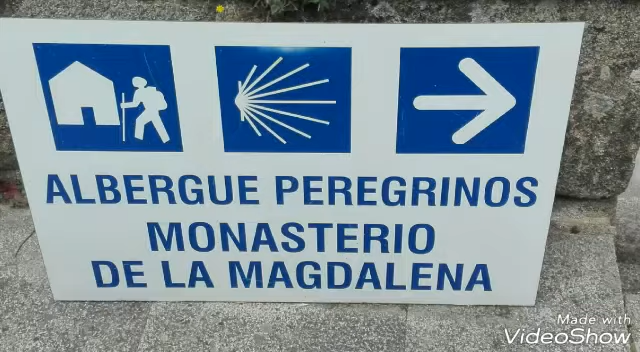 ALBERGUE PEREGRINOS
MONASTERIO
DE LA MAGDALENA
Made with
VideoShow